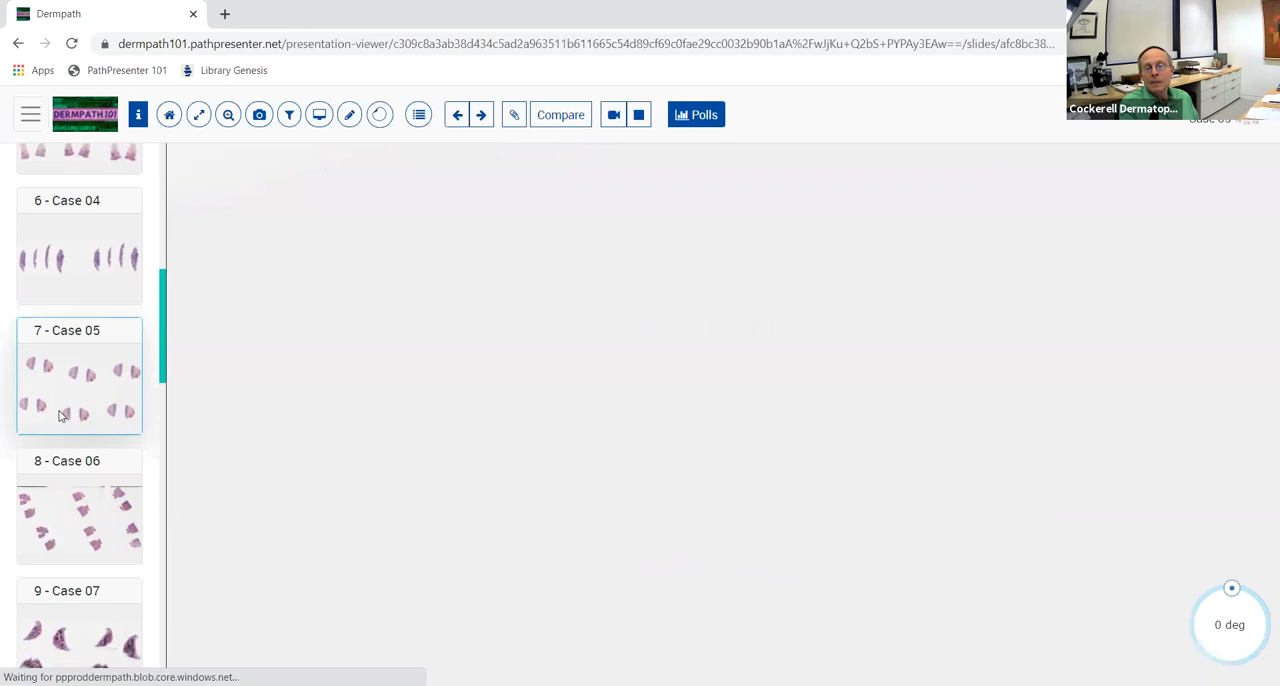 Dermpath
dermpath101.pathpresenter.net/presentation-viewer/c309c8a3ab38d434c5ad2a963511b611665c54d89cf69c0fae29cc0032b90b1aA%2FwJjKu+Q2bS+PYPAy3EAw==/slides/afc8bc38...
Apps PathPresenter 101 Library Genesis
DERMPATH 101 Compare Polls
Cockerell Dermatop...
6 - Case 04
7 - Case 05
8 - Case 06
9 - Case 07
0 deg
Waiting for ppproddermpath.blob.core.windows.net...